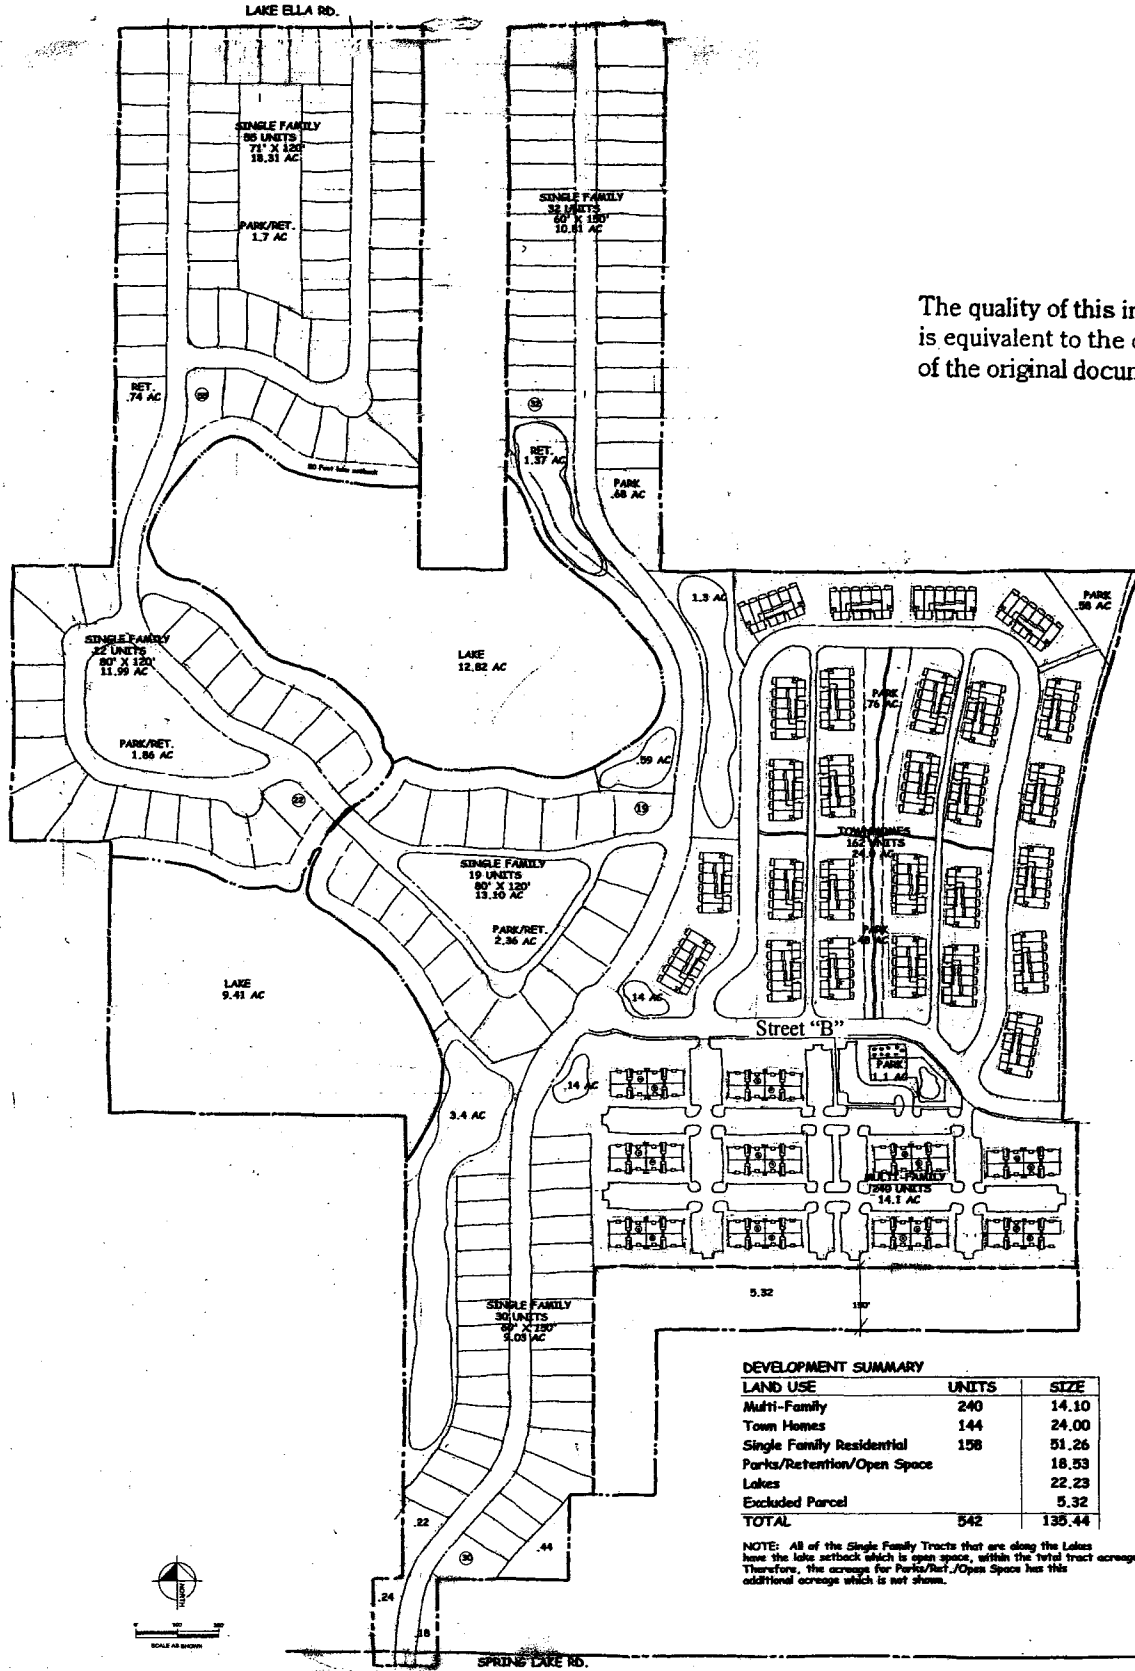 LAKE ELLA RD.
SINGLE FAMILY
55 UNITS
71' X 120'
18.31 AC
PARK/RET.
1.7 AC
SINGLE FAMILY
32 UNITS
60' X 150'
10.81 AC
The quality of this
is equivalent to the
of the original
RET.
.74 AC
32
RET.
1.37 AC
50 Foot lake setback
PARK
.68 AC
1.3 AC
PARK
.58 AC
SINGLE FAMILY
22 UNITS
80' X 120'
11.99 AC
LAKE
12.82 AC
PARK
.76 AC
PARK/RET.
1.86 AC
.59 AC
22
19
TOWNHOMES
162 UNITS
24.0 AC
SINGLE FAMILY
19 UNITS
80' X 120'
13.10 AC
PARK/RET.
2.36 AC
PARK
LAKE
9.41 AC
.14 AC
Street "B"
PARK
1.1 AC
.14 AC
3.4 AC
MULTI-FAMILY
240 UNITS
14.1 AC
5.32
150'
SINGLE FAMILY
30 UNITS
60' X 150'
9.03 AC
DEVELOPMENT SUMMARY
LAND USE UNITS SIZE
Multi-Family 240 14.10
Town Homes 144 24.00
Single Family Residential 158 51.26
Parks/Retention/Open Space 18.53
Lakes 22.23
Excluded Parcel 5.32
TOTAL 542 135.44
NOTE: All of the Single Family Tracts that are along the Lakes
have the lake setback which is open space, within the total tract acreage
Therefore, the acreage for Parks/Ret./Open Space has this
additional acreage which is not shown.
.22
.44
30
.24
.18
NORTH
SCALE AS SHOWN
SPRING LAKE RD.